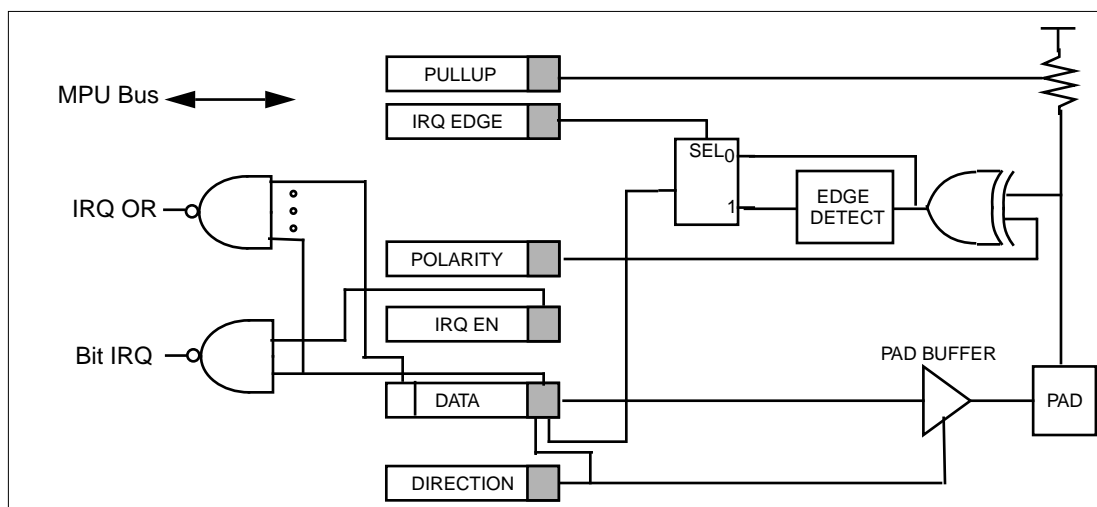 PULLUP
MPU Bus
IRQ EDGE
SEL0
1
EDGE
DETECT
IRQ OR
POLARITY
IRQ EN
Bit IRQ
PAD BUFFER
DATA
PAD
DIRECTION